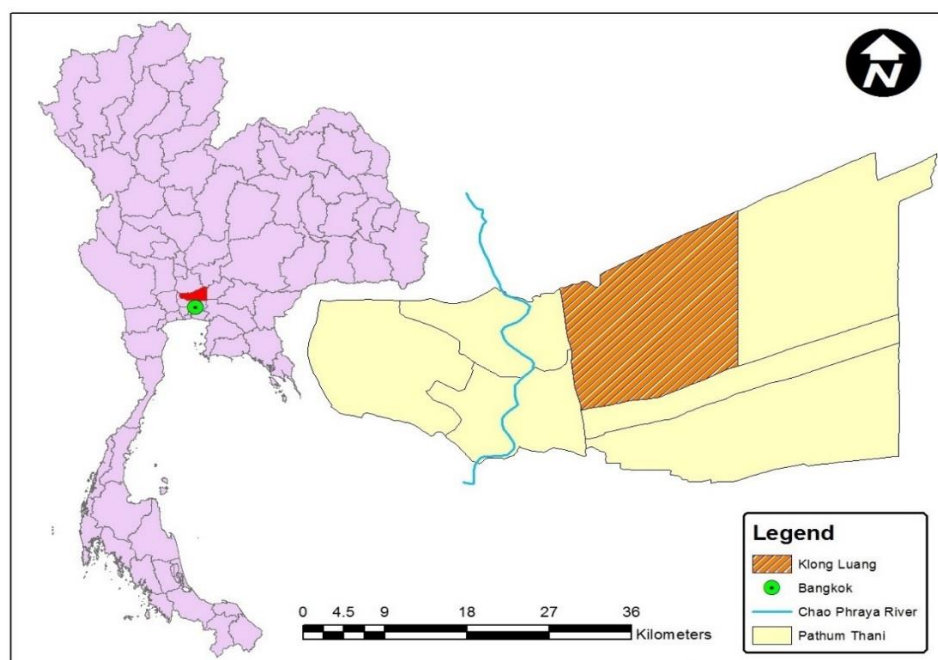 N
Legend
Klong Luang
Bangkok
Chao Phraya River
Pathum Thani
0 4.5 9 18 27 36
Kilometers